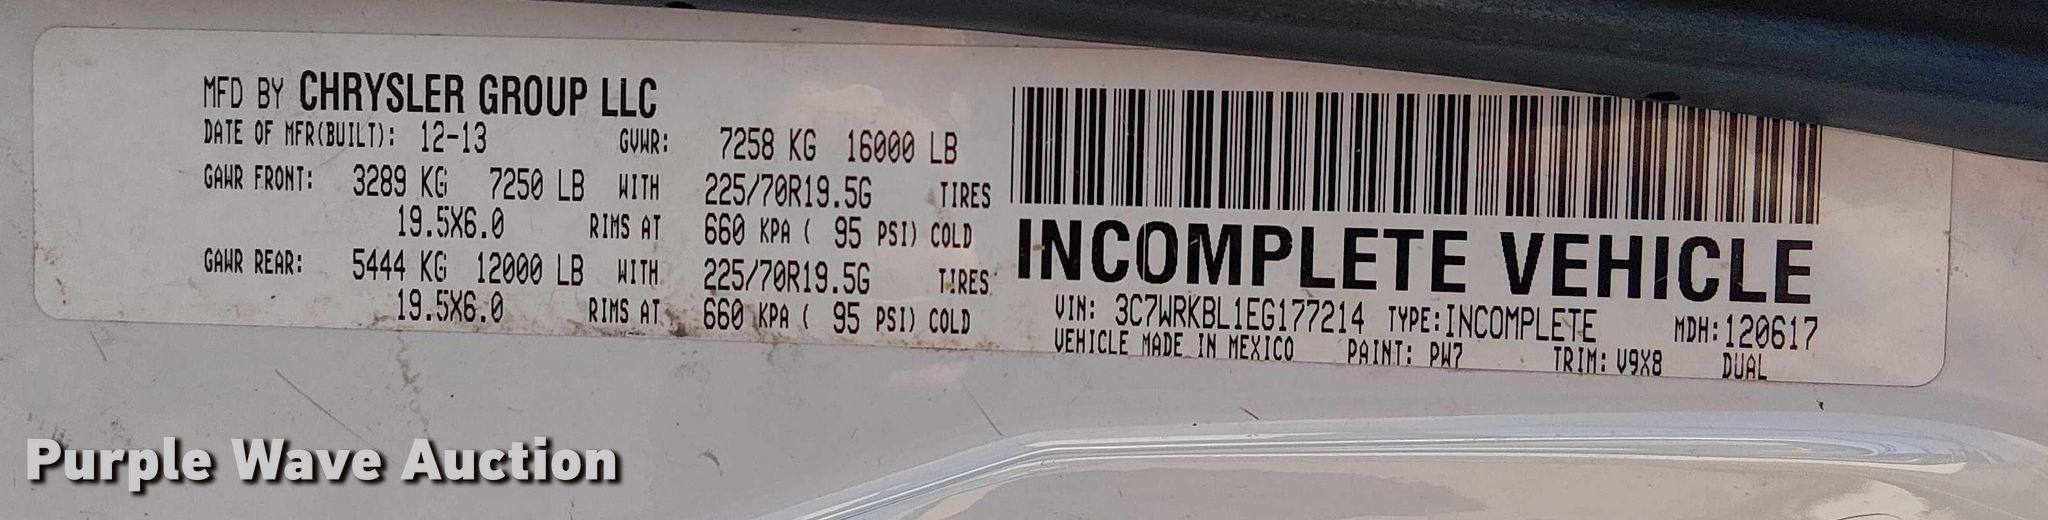 MFD BY CHRYSLER GROUP LLC
DATE OF MFR(BUILT): 12-13 GVWR: 7258 KG 16000 LB
GAWR FRONT: 3289 KG 7250 LB WITH 225/70R19.5G TIRES
19.5X6.0 RIMS AT 660 KPA ( 95 PSI) COLD
GAWR REAR: 5444 KG 12000 LB WITH 225/70R19.5G TIRES
19.5X6.0 RIMS AT 660 KPA ( 95 PSI) COLD
INCOMPLETE VEHICLE
VIN: 3C7WRKBL1EG177214 TYPE:INCOMPLETE MDH:120617
VEHICLE MADE IN MEXICO PAINT: PW7 TRIM: V9X8 DUAL
Purple Wave Auction